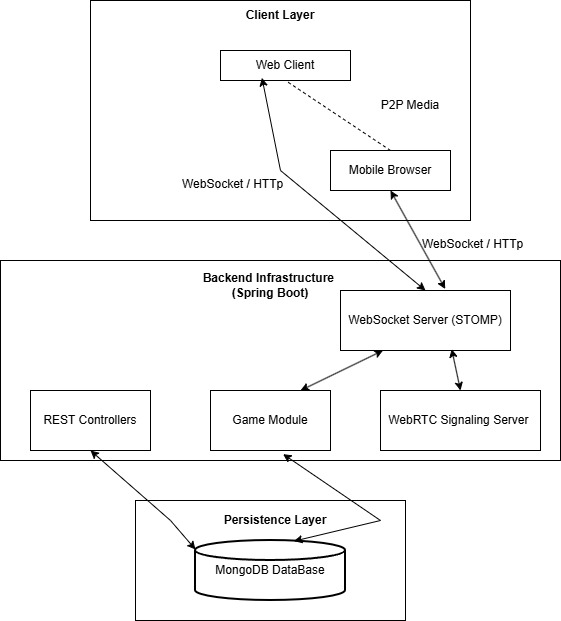 Client Layer
Web Client
P2P Media
Mobile Browser
WebSocket / HTTp
WebSocket / HTTp
Backend Infrastructure
(Spring Boot)
WebSocket Server (STOMP)
REST Controllers
Game Module
WebRTC Signaling Server
Persistence Layer
MongoDB DataBase